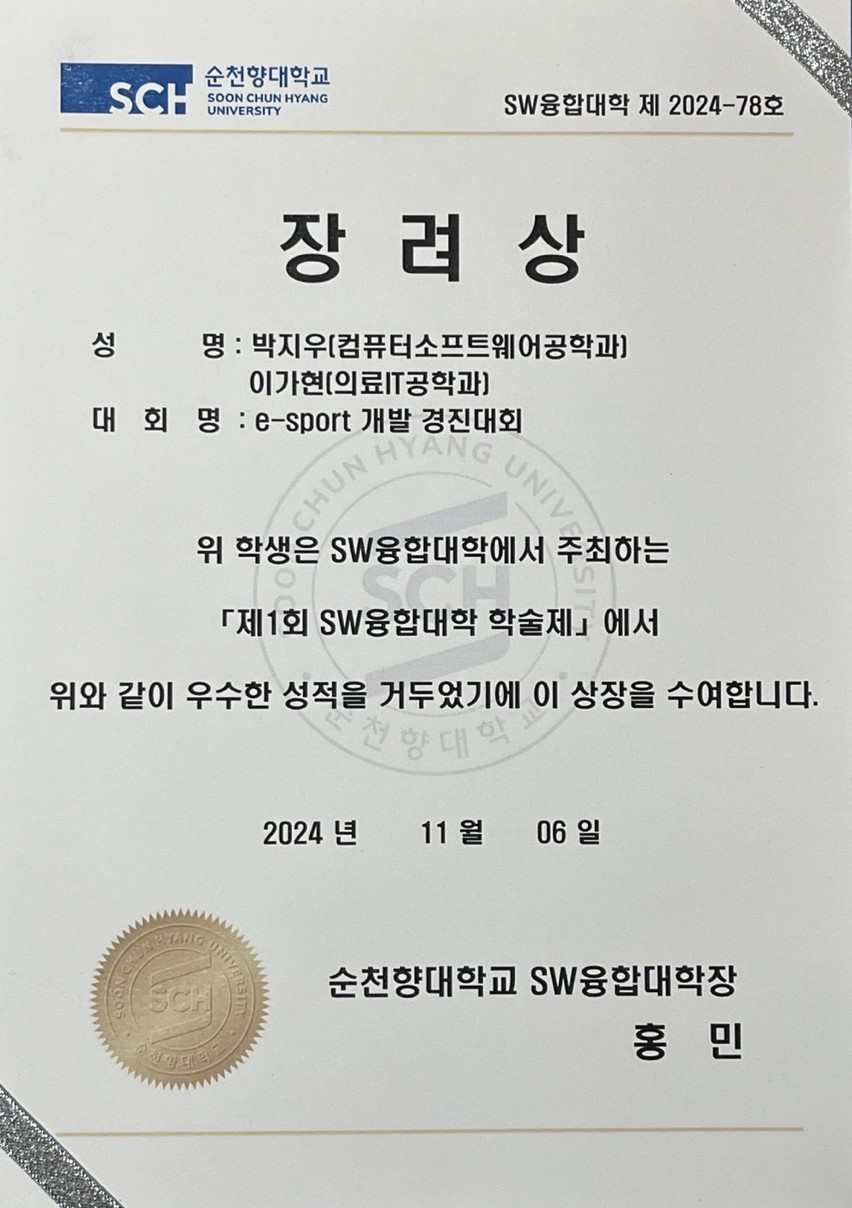 SCH 순천향대학교
SOON CHUN HYANG
UNIVERSITY
SW융합대학 제 2024-78호
장 려 상
성 명 : 박지우(컴퓨터소프트웨어공학과)
이가현(의료IT공학과)
대 회 명 : e-sport 개발 경진대회
SOON CHUN HYANG UNIVERSITY
SCH
순천향대학교
위 학생은 SW융합대학에서 주최하는
「제1회 SW융합대학 학술제」에서
위와 같이 우수한 성적을 거두었기에 이 상장을 수여합니다.
2024 년 11 월 06 일
SOON CHUN HYANG UNIVERSITY
SCH
순천향대학교
순천향대학교 SW융합대학장
홍 민